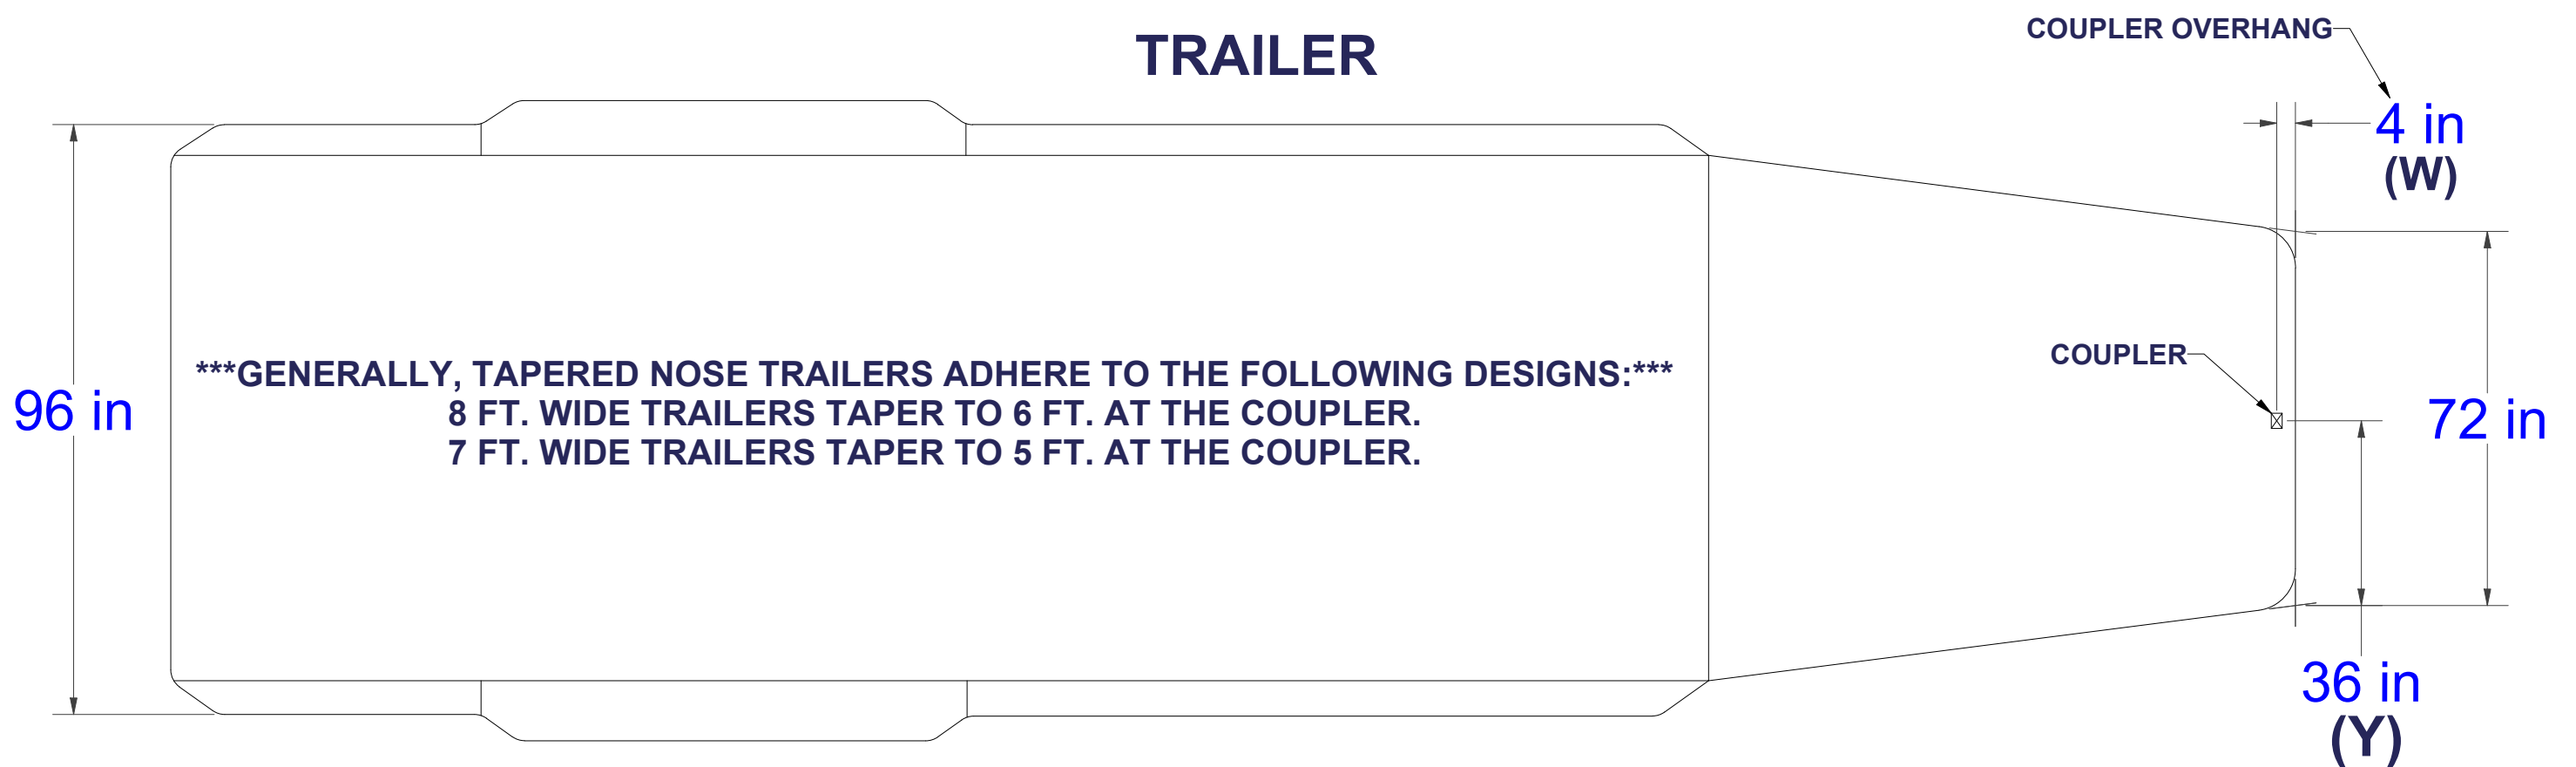 TRAILER
COUPLER OVERHANG
4 in
(W)
COUPLER
***GENERALLY, TAPERED NOSE TRAILERS ADHERE TO THE FOLLOWING DESIGNS:***
8 FT. WIDE TRAILERS TAPER TO 6 FT. AT THE COUPLER.
7 FT. WIDE TRAILERS TAPER TO 5 FT. AT THE COUPLER.
96 in
72 in
36 in
(Y)